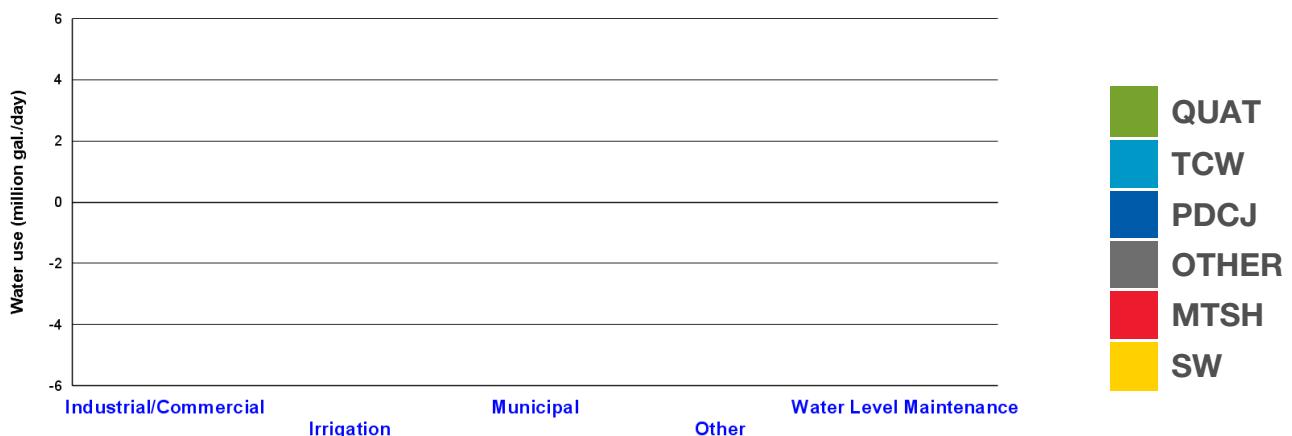 Water use (million gal./day)
6
4
2
0
-2
-4
-6
Industrial/Commercial
Irrigation
Municipal
Other
Water Level Maintenance
QUAT
TCW
PDCJ
OTHER
MTSH
SW